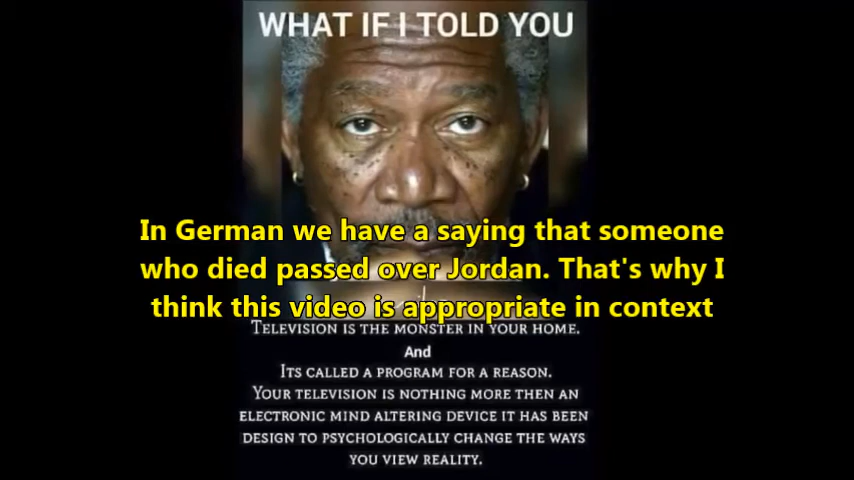 WHAT IF I TOLD YOU
In German we have a saying that someone
who died passed over Jordan. That's why I
think this video is appropriate in context
TELEVISION IS THE MONSTER IN YOUR HOME.
And
ITS CALLED A PROGRAM FOR A REASON.
YOUR TELEVISION IS NOTHING MORE THEN AN
ELECTRONIC MIND ALTERING DEVICE IT HAS BEEN
DESIGN TO PSYCHOLOGICALLY CHANGE THE WAYS
YOU VIEW REALITY.